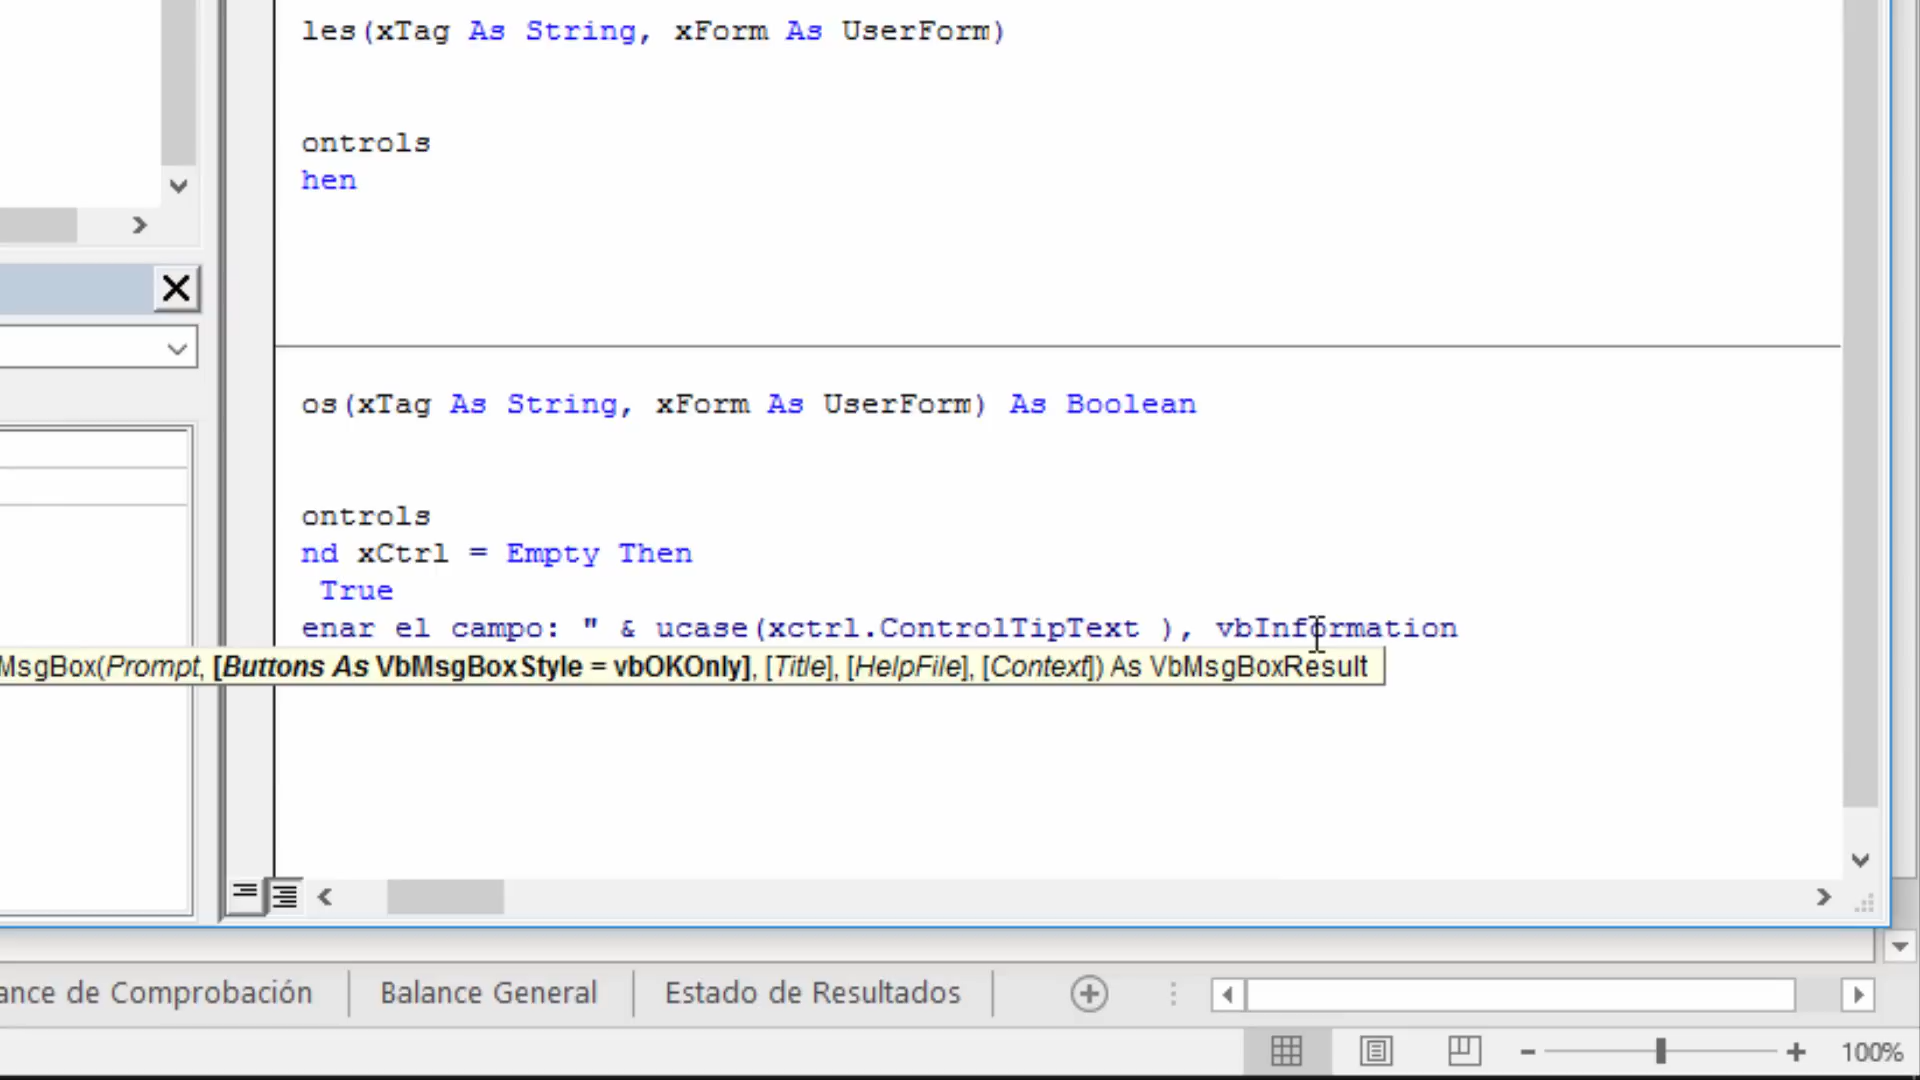 les(xTag As String, xForm As UserForm)
ontrols
hen
os(xTag As String, xForm As UserForm) As Boolean
ontrols
nd xCtrl = Empty Then
True
enar el campo: " & ucase(xctrl.ControlTipText ), vbInformation
MsgBox(Prompt, [Buttons As VbMsgBoxStyle = vbOKOnly], [Title], [HelpFile], [Context]) As VbMsgBoxResult
ance de Comprobación
Balance General
Estado de Resultados
100%